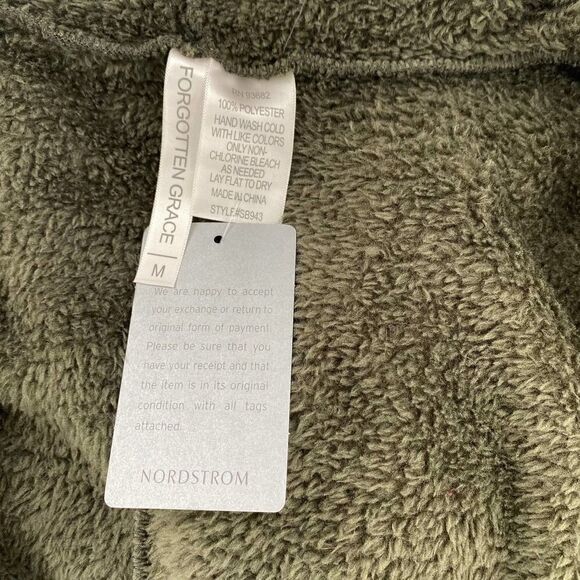 FORGOTTEN GRACE
M
RN 93682
100% POLYESTER
HAND WASH COLD
WITH LIKE COLORS
ONLY NON-
CHLORINE BLEACH
AS NEEDED
LAY FLAT TO DRY
MADE IN CHINA
STYLE#SB943
We are happy to accept
your exchange or return to
original form of payment.
Please be sure that you
have your receipt and that
the item is in its original
condition with all tags
attached.
NORDSTROM